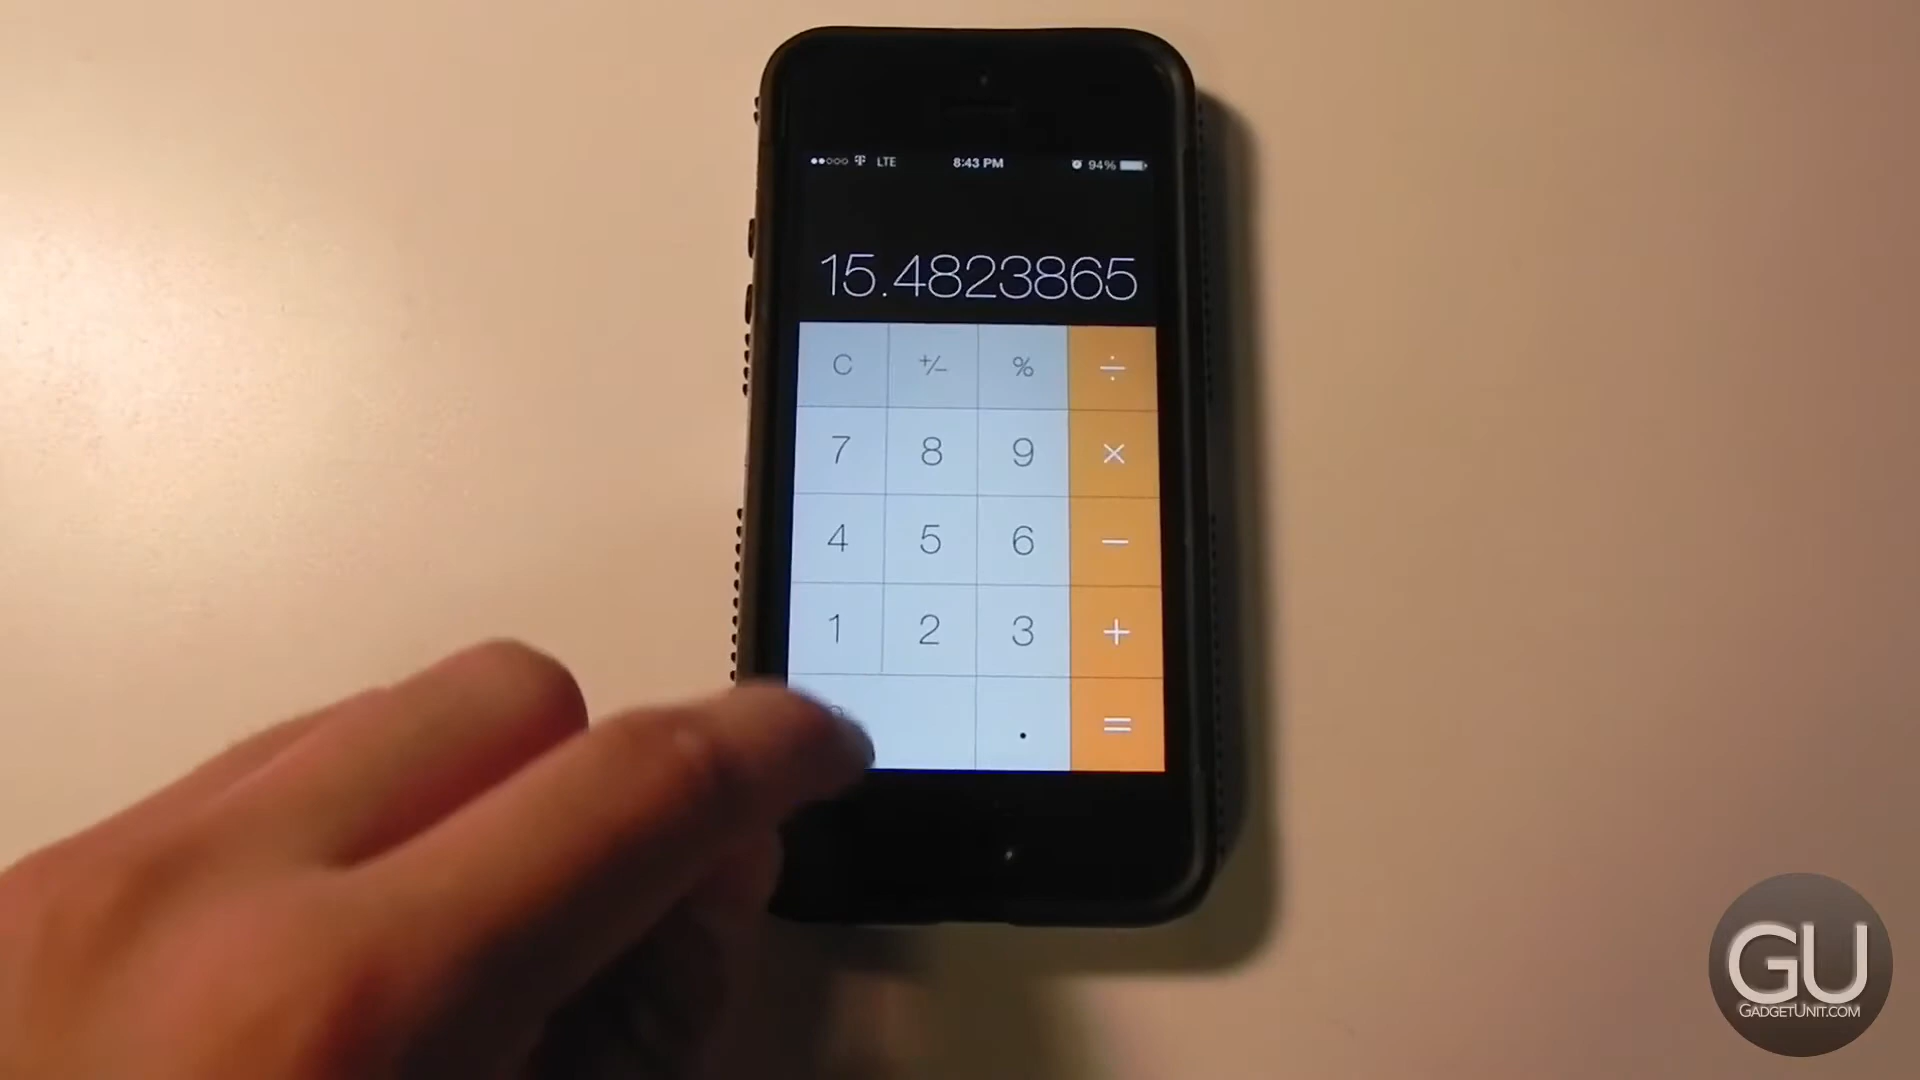 LTE 8:43 PM 94%
15.4823865
C +/- % ÷
7 8 9 ×
4 5 6 −
1 2 3 +
. =
GU
GADGETUNIT.COM